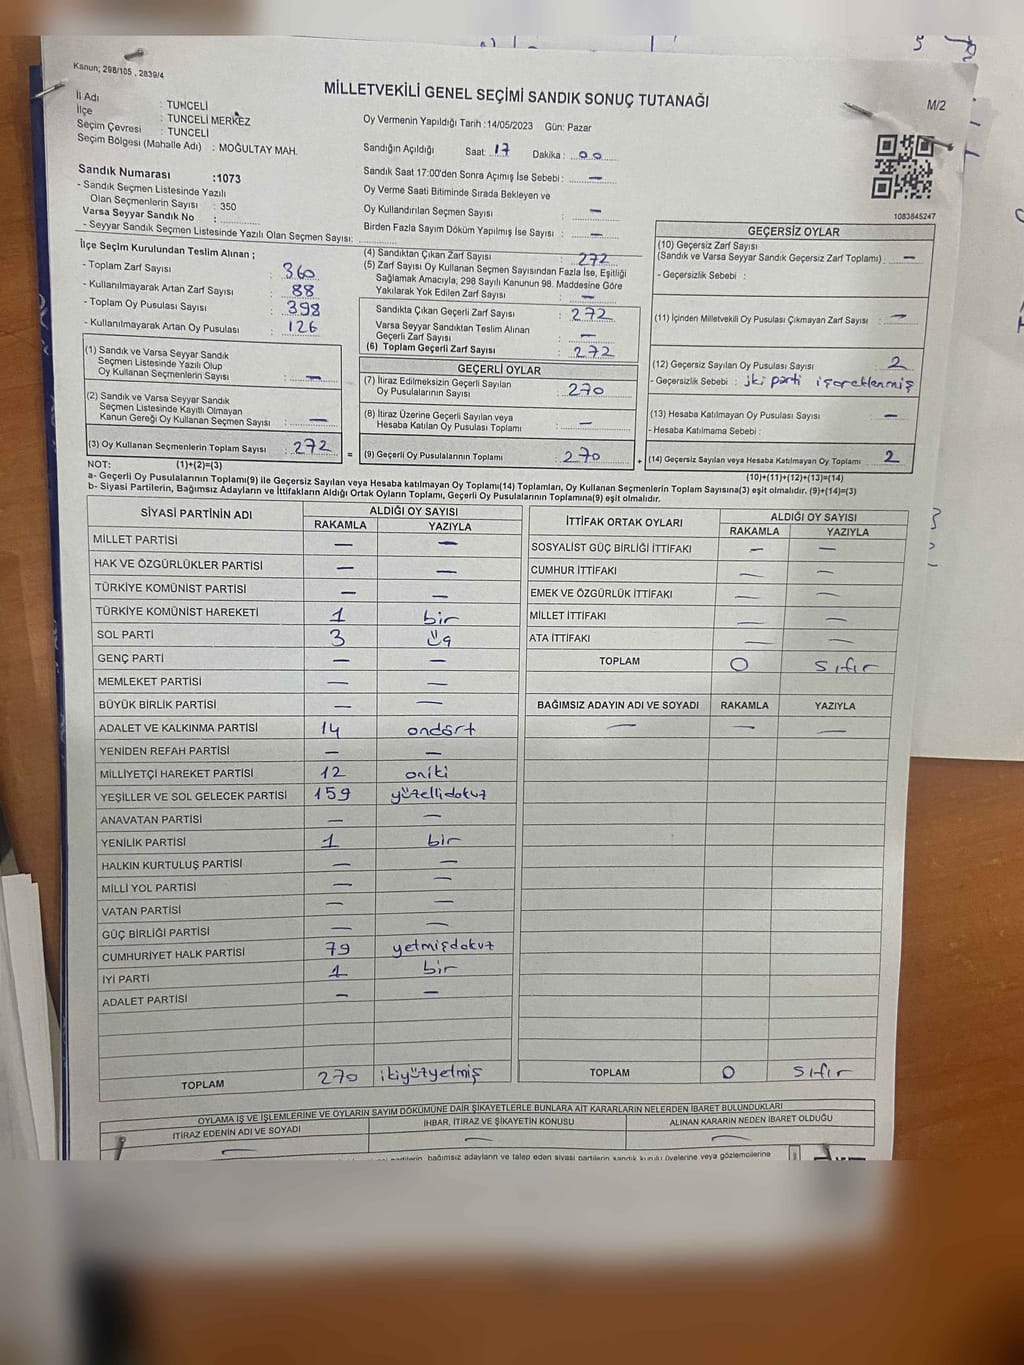 Kanun; 298/105 . 2839/4
MİLLETVEKİLİ GENEL SEÇİMİ SANDIK SONUÇ TUTANAĞI
M/2
İl Adı : TUNCELİ
İlçe : TUNCELİ MERKEZ
Seçim Çevresi : TUNCELİ
Seçim Bölgesi (Mahalle Adı) : MOĞULTAY MAH.
Sandık Numarası :1073
- Sandık Seçmen Listesinde Yazılı
Olan Seçmenlerin Sayısı : 350
Varsa Seyyar Sandık No :
- Seyyar Sandık Seçmen Listesinde Yazılı Olan Seçmen Sayısı:
Oy Vermenin Yapıldığı Tarih :14/05/2023 Gün: Pazar
Sandığın Açıldığı Saat: 17 Dakika : 00
Sandık Saat 17:00'den Sonra Açımış İse Sebebi : —
Oy Verme Saati Bitiminde Sırada Bekleyen ve
Oy Kullandırılan Seçmen Sayısı : —
Birden Fazla Sayım Döküm Yapılmış İse Sayısı : —
1083845247
İlçe Seçim Kurulundan Teslim Alınan ;
- Toplam Zarf Sayısı : 360
- Kullanılmayarak Artan Zarf Sayısı : 88
- Toplam Oy Pusulası Sayısı : 398
- Kullanılmayarak Artan Oy Pusulası : 126
(1) Sandık ve Varsa Seyyar Sandık
Seçmen Listesinde Yazılı Olup
Oy Kullanan Seçmenlerin Sayısı : —
(2) Sandık ve Varsa Seyyar Sandık
Seçmen Listesinde Kayıtlı Olmayan
Kanun Gereği Oy Kullanan Seçmen Sayısı : —
(3) Oy Kullanan Seçmenlerin Toplam Sayısı : 272
(4) Sandıktan Çıkan Zarf Sayısı : 272
(5) Zarf Sayısı Oy Kullanan Seçmen Sayısından Fazla İse, Eşitliği
Sağlamak Amacıyla, 298 Sayılı Kanunun 98. Maddesine Göre
Yakılarak Yok Edilen Zarf Sayısı : —
Sandıkta Çıkan Geçerli Zarf Sayısı : 272
Varsa Seyyar Sandıktan Teslim Alınan
Geçerli Zarf Sayısı : —
(6) Toplam Geçerli Zarf Sayısı : 272
GEÇERLİ OYLAR
(7) İtiraz Edilmeksizin Geçerli Sayılan
Oy Pusulalarının Sayısı : 270
(8) İtiraz Üzerine Geçerli Sayılan veya
Hesaba Katılan Oy Pusulası Toplamı : —
= (9) Geçerli Oy Pusulalarının Toplamı : 270
GEÇERSİZ OYLAR
(10) Geçersiz Zarf Sayısı
(Sandık ve Varsa Seyyar Sandık Geçersiz Zarf Toplamı) : —
- Geçersizlik Sebebi :
(11) İçinden Milletvekili Oy Pusulası Çıkmayan Zarf Sayısı : —
(12) Geçersiz Sayılan Oy Pusulası Sayısı : 2
- Geçersizlik Sebebi : iki parti işaretlenmiş
(13) Hesaba Katılmayan Oy Pusulası Sayısı : —
- Hesaba Katılmama Sebebi :
+ (14) Geçersiz Sayılan veya Hesaba Katılmayan Oy Toplamı : 2
NOT: (1)+(2)=(3)
(10)+(11)+(12)+(13)=(14)
a- Geçerli Oy Pusulalarının Toplamı(9) ile Geçersiz Sayılan veya Hesaba katılmayan Oy Toplamı(14) Toplamları, Oy Kullanan Seçmenlerin Toplam Sayısına(3) eşit olmalıdır. (9)+(14)=(3)
b- Siyasi Partilerin, Bağımsız Adayların ve İttifakların Aldığı Ortak Oyların Toplamı, Geçerli Oy Pusulalarının Toplamına(9) eşit olmalıdır.
SİYASİ PARTİNİN ADI ALDIĞI OY SAYISI
RAKAMLA YAZIYLA
MİLLET PARTİSİ — —
HAK VE ÖZGÜRLÜKLER PARTİSİ — —
TÜRKİYE KOMÜNİST PARTİSİ — —
TÜRKİYE KOMÜNİST HAREKETİ 1 bir
SOL PARTİ 3 üç
GENÇ PARTİ — —
MEMLEKET PARTİSİ — —
BÜYÜK BİRLİK PARTİSİ — —
ADALET VE KALKINMA PARTİSİ 14 ondört
YENİDEN REFAH PARTİSİ — —
MİLLİYETÇİ HAREKET PARTİSİ 12 oniki
YEŞİLLER VE SOL GELECEK PARTİSİ 159 yüzellidokuz
ANAVATAN PARTİSİ — —
YENİLİK PARTİSİ 1 bir
HALKIN KURTULUŞ PARTİSİ — —
MİLLİ YOL PARTİSİ — —
VATAN PARTİSİ — —
GÜÇ BİRLİĞİ PARTİSİ — —
CUMHURİYET HALK PARTİSİ 79 yetmişdokuz
İYİ PARTİ 1 bir
ADALET PARTİSİ — —
TOPLAM 270 ikiyüzyetmiş
İTTİFAK ORTAK OYLARI ALDIĞI OY SAYISI
RAKAMLA YAZIYLA
SOSYALİST GÜÇ BİRLİĞİ İTTİFAKI — —
CUMHUR İTTİFAKI — —
EMEK VE ÖZGÜRLÜK İTTİFAKI — —
MİLLET İTTİFAKI — —
ATA İTTİFAKI — —
TOPLAM 0 sıfır
BAĞIMSIZ ADAYIN ADI VE SOYADI RAKAMLA YAZIYLA
— — —
TOPLAM 0 sıfır
OYLAMA İŞ VE İŞLEMLERİNE VE OYLARIN SAYIM DÖKÜMÜNE DAİR ŞİKAYETLERLE BUNLARA AİT KARARLARIN NELERDEN İBARET BULUNDUKLARI
İTİRAZ EDENİN ADI VE SOYADI İHBAR, İTİRAZ VE ŞİKAYETİN KONUSU ALINAN KARARIN NEDEN İBARET OLDUĞU
— — —
partilerin, bağımsız adayların ve talep eden siyasi partilerin sandık kurulu üyelerine veya gözlemcilerine